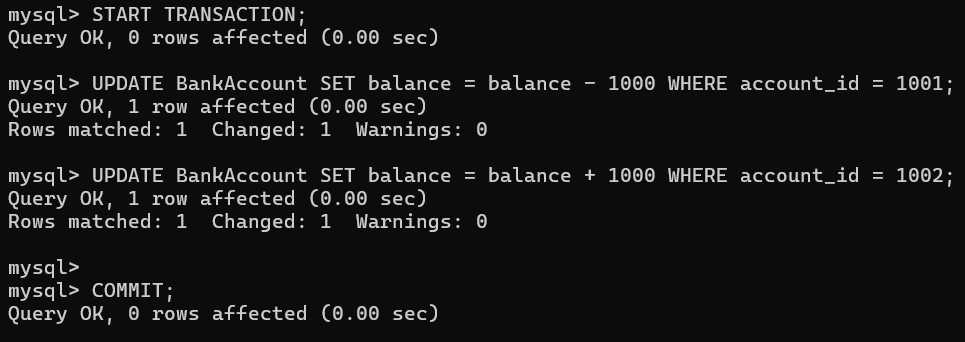 mysql> START TRANSACTION;
Query OK, 0 rows affected (0.00 sec)
mysql> UPDATE BankAccount SET balance = balance - 1000 WHERE account_id = 1001;
Query OK, 1 row affected (0.00 sec)
Rows matched: 1  Changed: 1  Warnings: 0
mysql> UPDATE BankAccount SET balance = balance + 1000 WHERE account_id = 1002;
Query OK, 1 row affected (0.00 sec)
Rows matched: 1  Changed: 1  Warnings: 0
mysql>
mysql> COMMIT;
Query OK, 0 rows affected (0.00 sec)